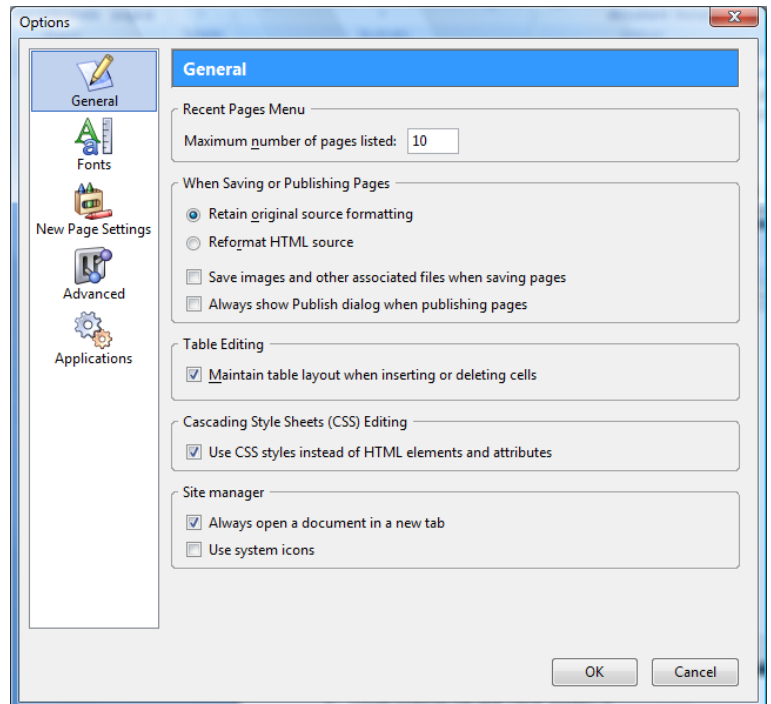 Options
General
General
Fonts
New Page Settings
Advanced
Applications
Recent Pages Menu
Maximum number of pages listed: 10
When Saving or Publishing Pages
Retain original source formatting
Reformat HTML source
Save images and other associated files when saving pages
Always show Publish dialog when publishing pages
Table Editing
Maintain table layout when inserting or deleting cells
Cascading Style Sheets (CSS) Editing
Use CSS styles instead of HTML elements and attributes
Site manager
Always open a document in a new tab
Use system icons
OK Cancel